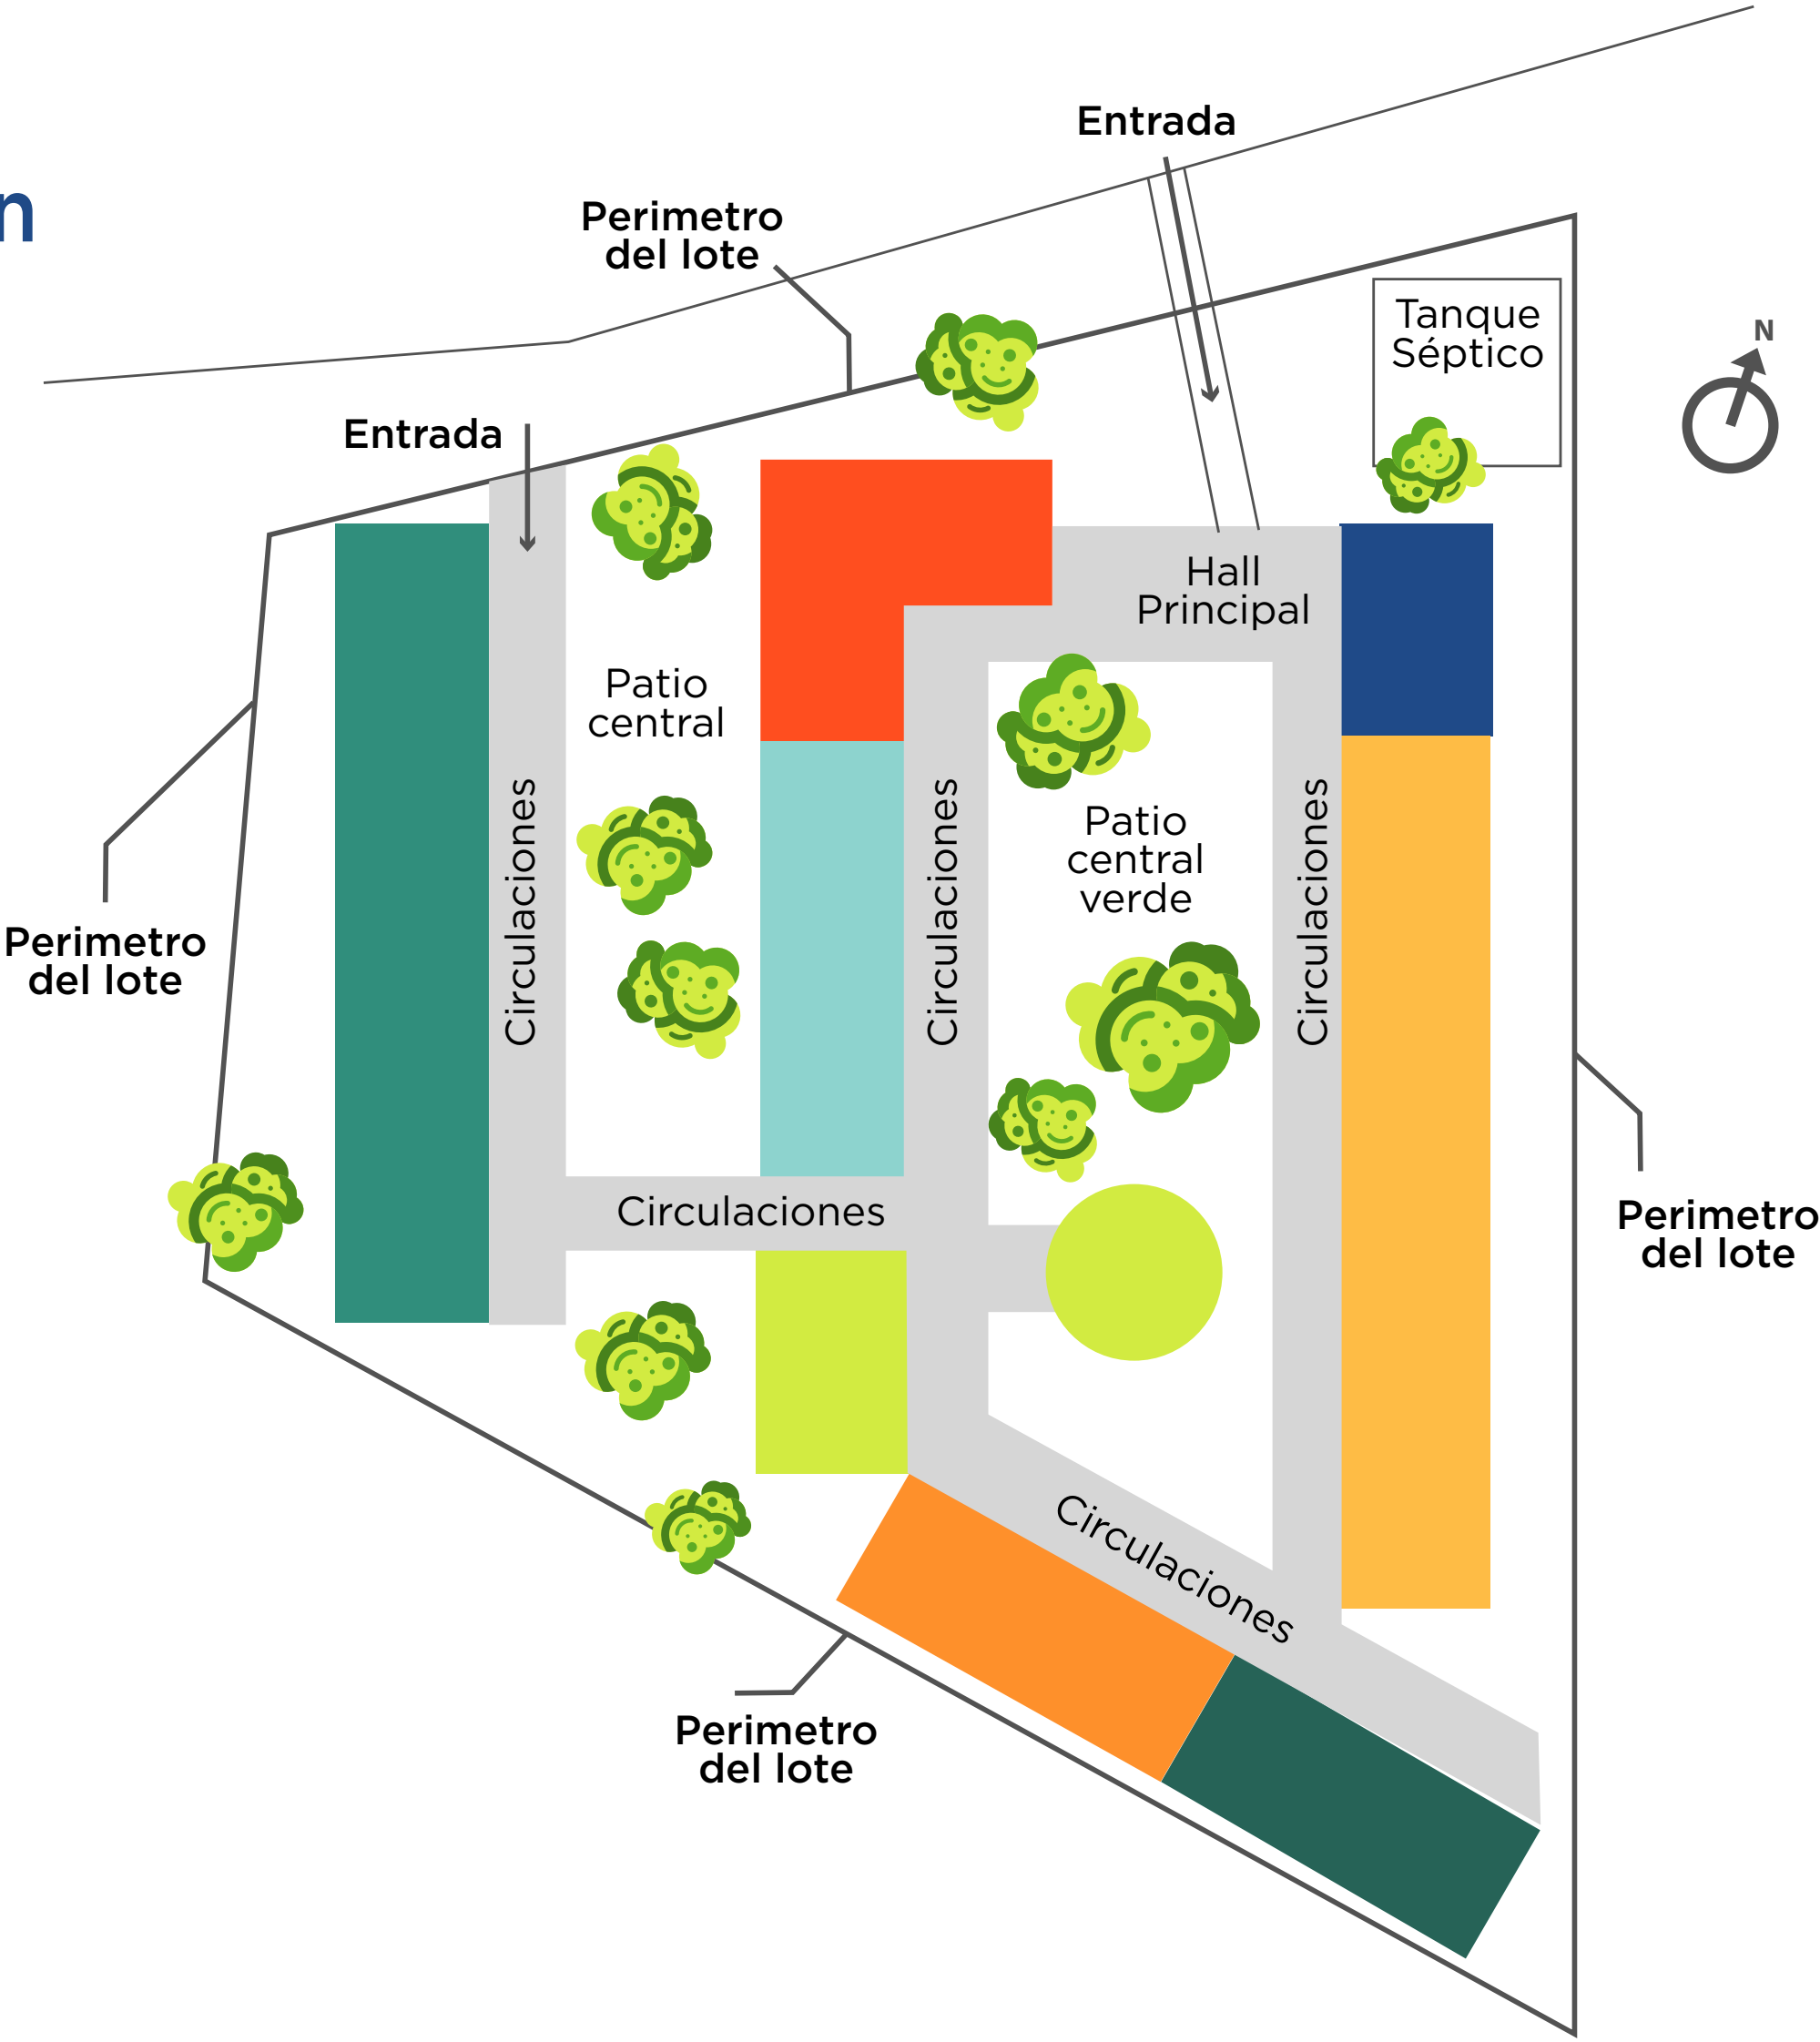 n
Entrada
Perimetro
del lote
Tanque
Séptico
N
Entrada
Hall
Principal
Patio
central
Circulaciones
Circulaciones
Patio
central
verde
Circulaciones
Perimetro
del lote
Circulaciones
Perimetro
del lote
Circulaciones
Perimetro
del lote